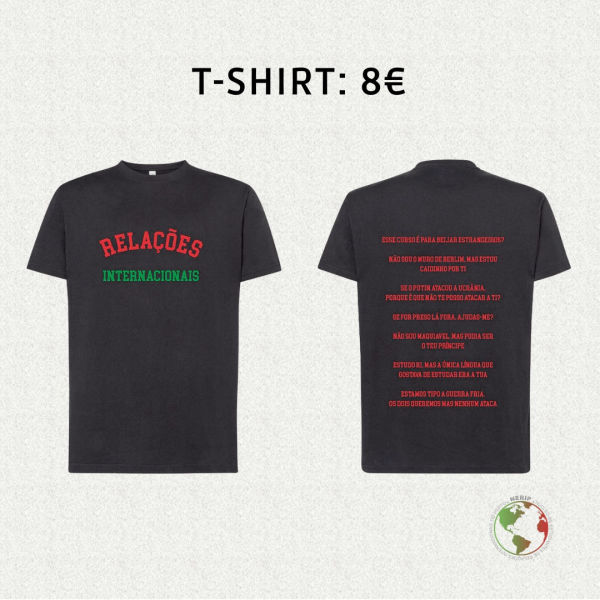 T-SHIRT: 8€
RELAÇÕES
INTERNACIONAIS
ESSE CURSO É PARA BEIJAR ESTRANGEIROS?
NÃO SOU O MURO DE BERLIM, MAS ESTOU
CAIDINHO POR TI
SE O PUTIN ATACOU A UCRÂNIA,
PORQUE É QUE NÃO TE POSSO ATACAR A TI?
SE FOR PRESO LÁ FORA, AJUDAS-ME?
NÃO SOU MAQUIAVEL, MAS PODIA SER
O TEU PRÍNCIPE
ESTUDO RI, MAS A ÚNICA LÍNGUA QUE
GOSTAVA DE ESTUDAR ERA A TUA
ESTAMOS TIPO A GUERRA FRIA.
OS DOIS QUEREMOS MAS NENHUM ATACA
NERIP